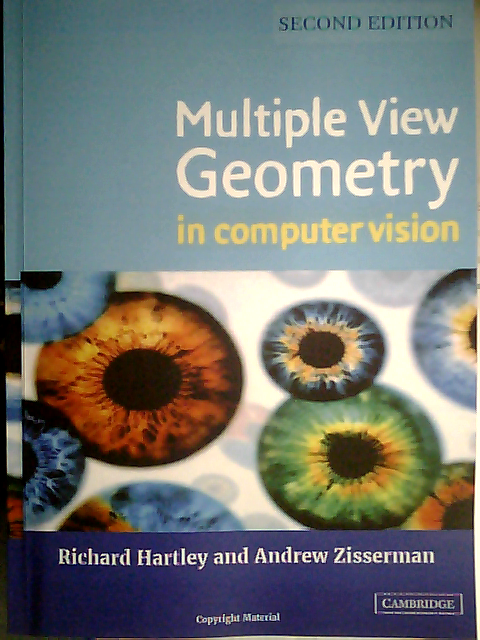 SECOND EDITION
Multiple View
Geometry
in computer vision
Richard Hartley and Andrew Zisserman
CAMBRIDGE
Copyright Material